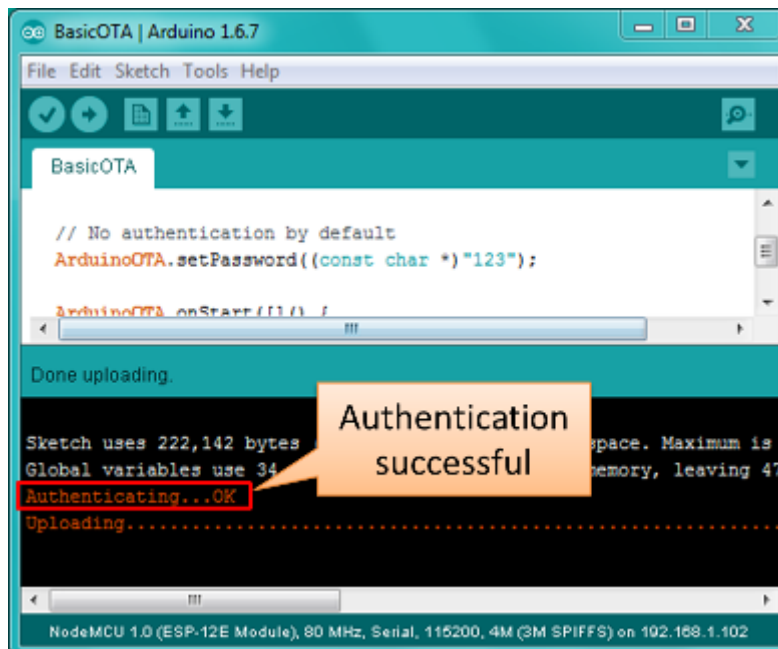 BasicOTA | Arduino 1.6.7
File Edit Sketch Tools Help
BasicOTA
// No authentication by default
ArduinoOTA.setPassword((const char *)"123");
ArduinoOTA.onStart([]() {
Done uploading.
Authentication
successful
Sketch uses 222,142 bytes space. Maximum is
Global variables use 34 memory, leaving 47
Authenticating...OK
Uploading..............................................................
NodeMCU 1.0 (ESP-12E Module), 80 MHz, Serial, 115200, 4M (3M SPIFFS) on 192.168.1.102